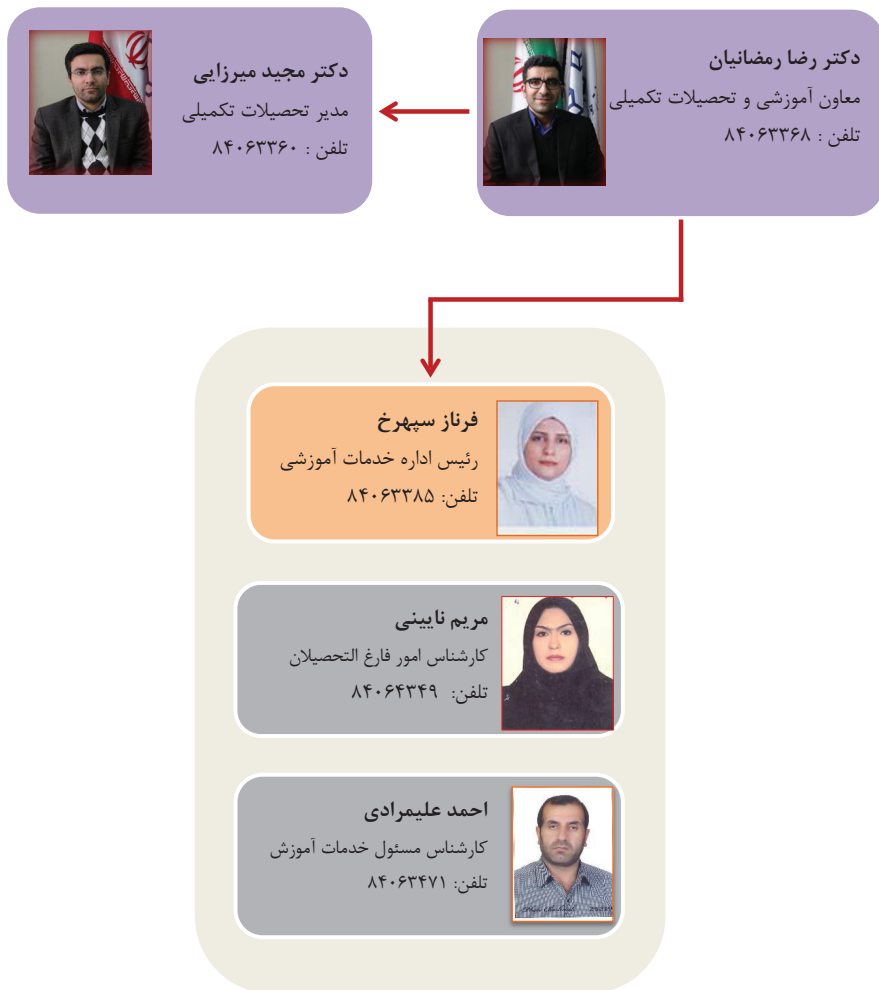 دکتر رضا رمضانیان
معاون آموزشی و تحصیلات تکمیلی
تلفن : ۸۴۰۶۳۳۶۸
دکتر مجید میرزایی
مدیر تحصیلات تکمیلی
تلفن : ۸۴۰۶۳۳۶۰
فرناز سپهرخ
رئیس اداره خدمات آموزشی
تلفن: ۸۴۰۶۳۳۸۵
مریم نایینی
کارشناس امور فارغ التحصیلان
تلفن: ۸۴۰۶۴۳۴۹
احمد علیمرادی
کارشناس مسئول خدمات آموزش
تلفن: ۸۴۰۶۳۴۷۱